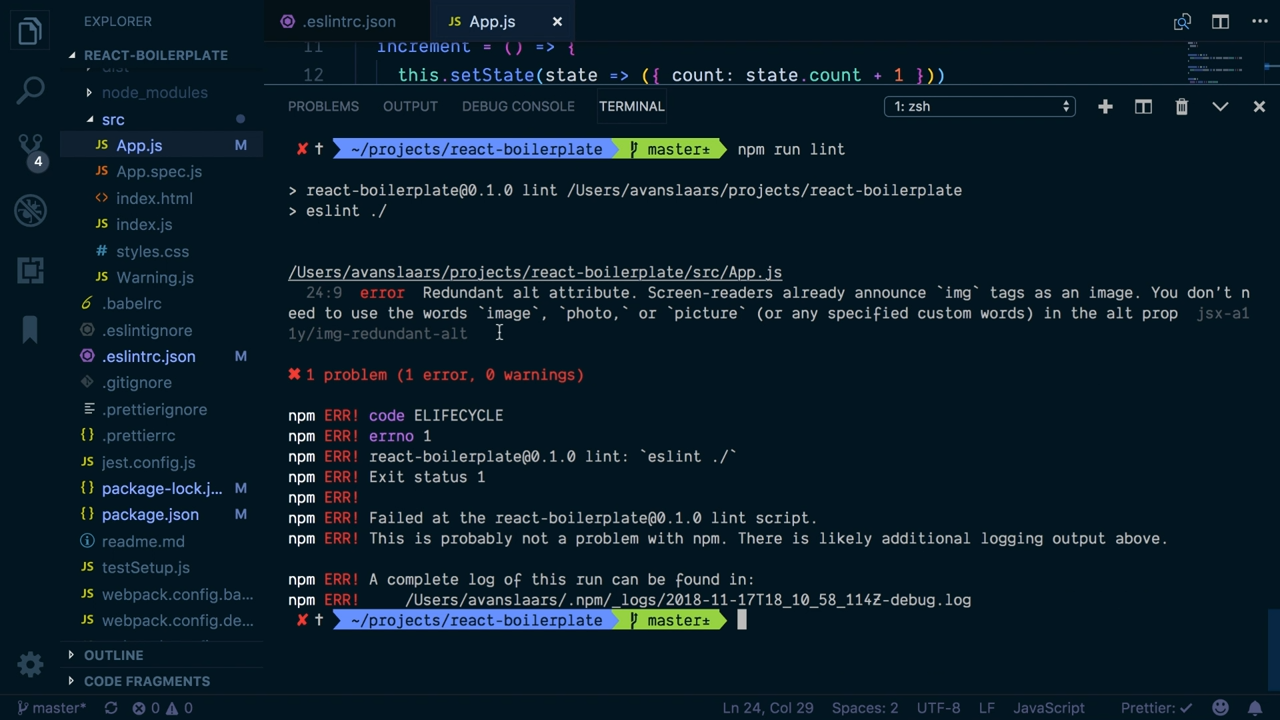 EXPLORER
REACT-BOILERPLATE
node_modules
src
JS App.js M
JS App.spec.js
<> index.html
JS index.js
# styles.css
JS Warning.js
.babelrc
.eslintignore
.eslintrc.json M
.gitignore
.prettierignore
{} .prettierrc
JS jest.config.js
{} package-lock.j... M
{} package.json M
readme.md
JS testSetup.js
webpack.config.ba...
webpack.config.de...
OUTLINE
CODE FRAGMENTS
4
.eslintrc.json
JS App.js
11 increment = () => {
12 this.setState(state => ({ count: state.count + 1 }))
PROBLEMS OUTPUT DEBUG CONSOLE TERMINAL 1: zsh
✘ † ~/projects/react-boilerplate master± npm run lint
> react-boilerplate@0.1.0 lint /Users/avanslaars/projects/react-boilerplate
> eslint ./
/Users/avanslaars/projects/react-boilerplate/src/App.js
24:9 error Redundant alt attribute. Screen-readers already announce `img` tags as an image. You don't n
eed to use the words `image`, `photo,` or `picture` (or any specified custom words) in the alt prop jsx-a1
1y/img-redundant-alt
✖ 1 problem (1 error, 0 warnings)
npm ERR! code ELIFECYCLE
npm ERR! errno 1
npm ERR! react-boilerplate@0.1.0 lint: `eslint ./`
npm ERR! Exit status 1
npm ERR!
npm ERR! Failed at the react-boilerplate@0.1.0 lint script.
npm ERR! This is probably not a problem with npm. There is likely additional logging output above.
npm ERR! A complete log of this run can be found in:
npm ERR! /Users/avanslaars/.npm/_logs/2018-11-17T18_10_58_114Z-debug.log
✘ † ~/projects/react-boilerplate master±
master* 0 0 Ln 24, Col 29 Spaces: 2 UTF-8 LF JavaScript Prettier: ✓